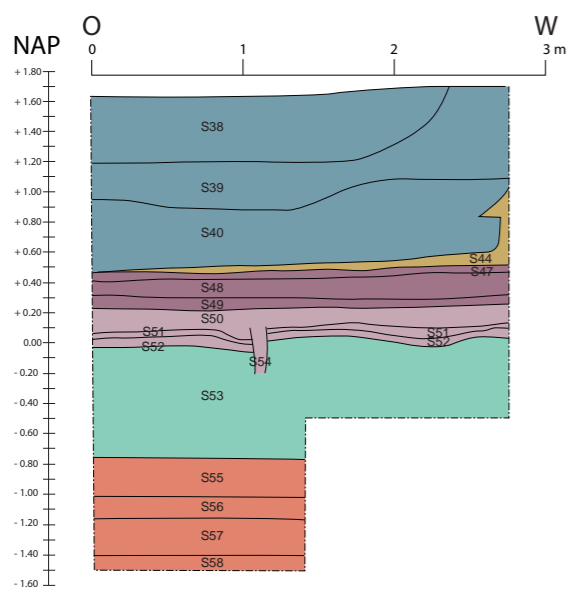 O W
NAP 0 1 2 3 m
+ 1.80
+ 1.60
+ 1.40 S38
+ 1.20
S39
+ 1.00
+ 0.80 S40
+ 0.60 S44
S47
+ 0.40 S48
S49
+ 0.20 S50
S51 S51
0.00 S52 S52
- 0.20 S54
- 0.40 S53
- 0.60
- 0.80
S55
- 1.00
S56
- 1.20
S57
- 1.40
S58
- 1.60